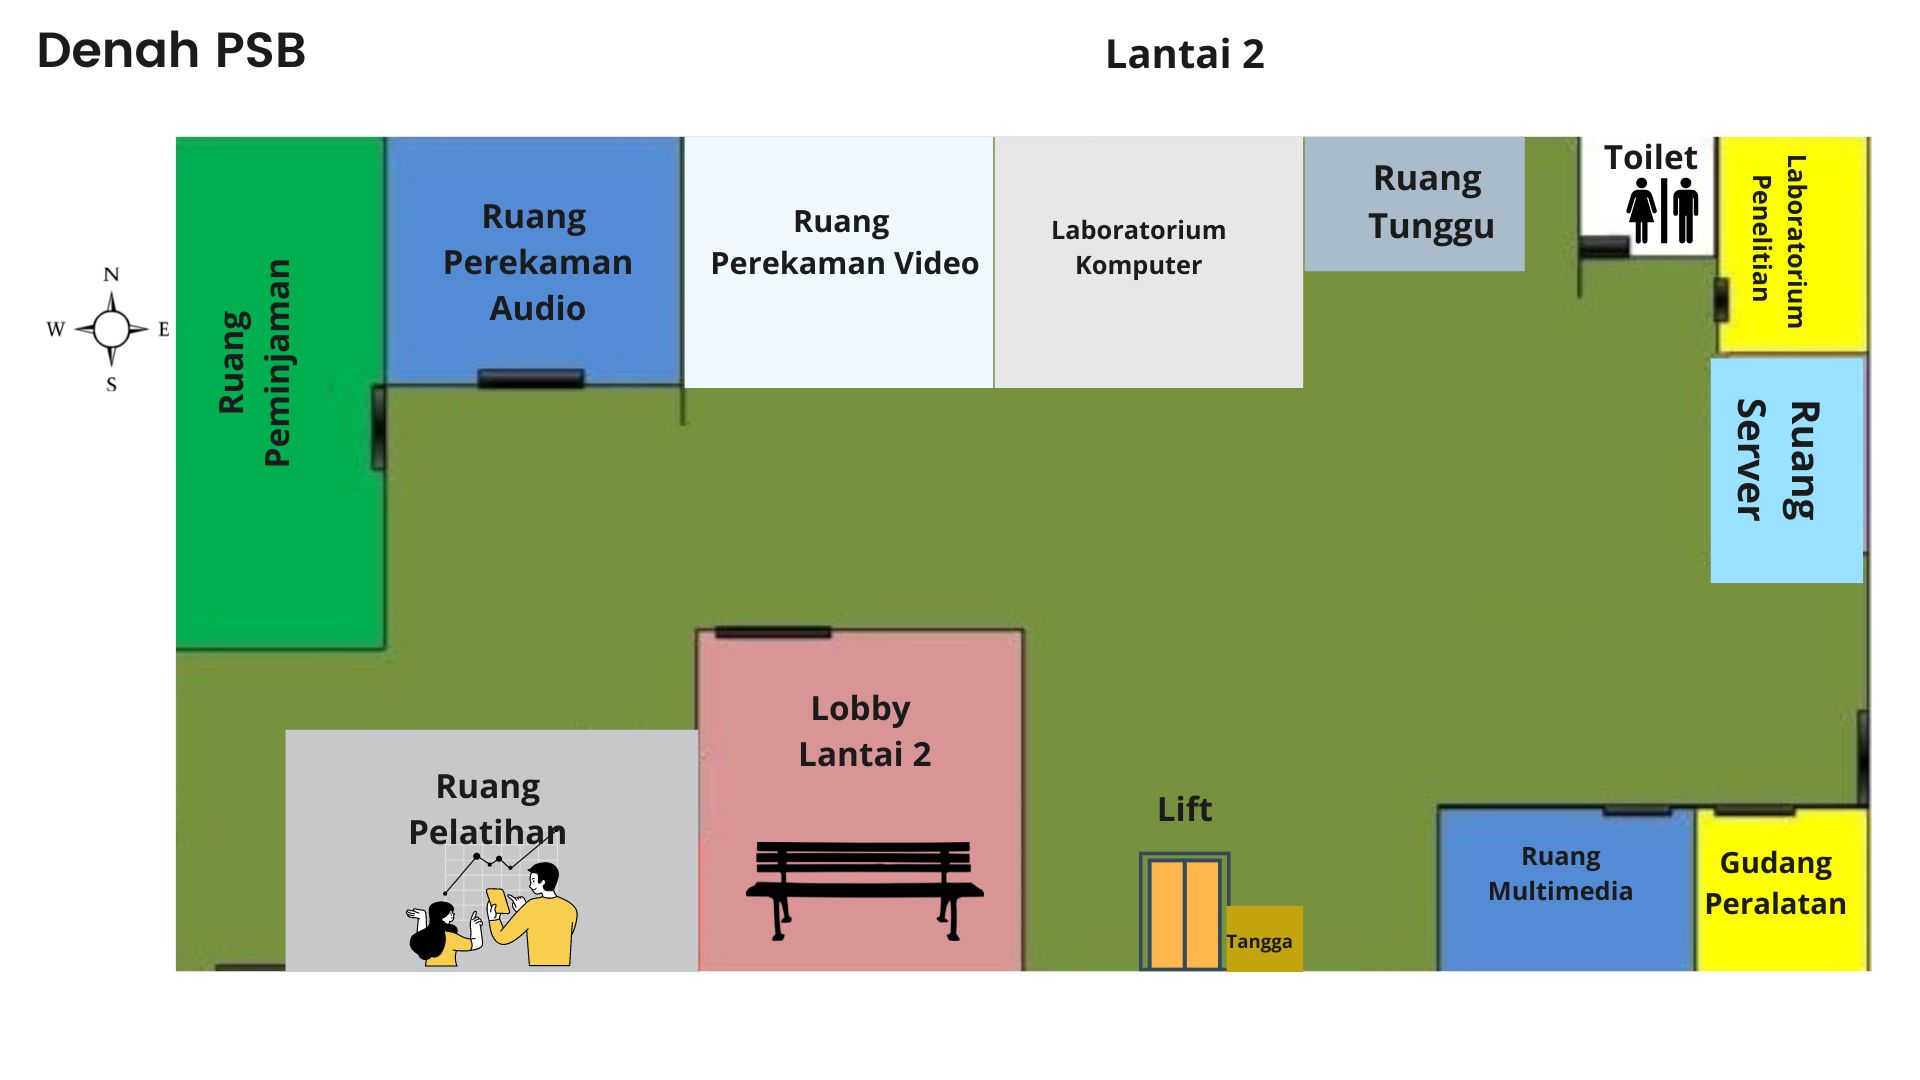 Denah PSB
Lantai 2
N
W
E
S
Ruang
Peminjaman
Ruang
Perekaman
Audio
Ruang
Perekaman Video
Laboratorium
Komputer
Ruang
Tunggu
Toilet
Laboratorium
Penelitian
Ruang
Server
Ruang
Pelatihan
Lobby
Lantai 2
Lift
Tangga
Ruang
Multimedia
Gudang
Peralatan